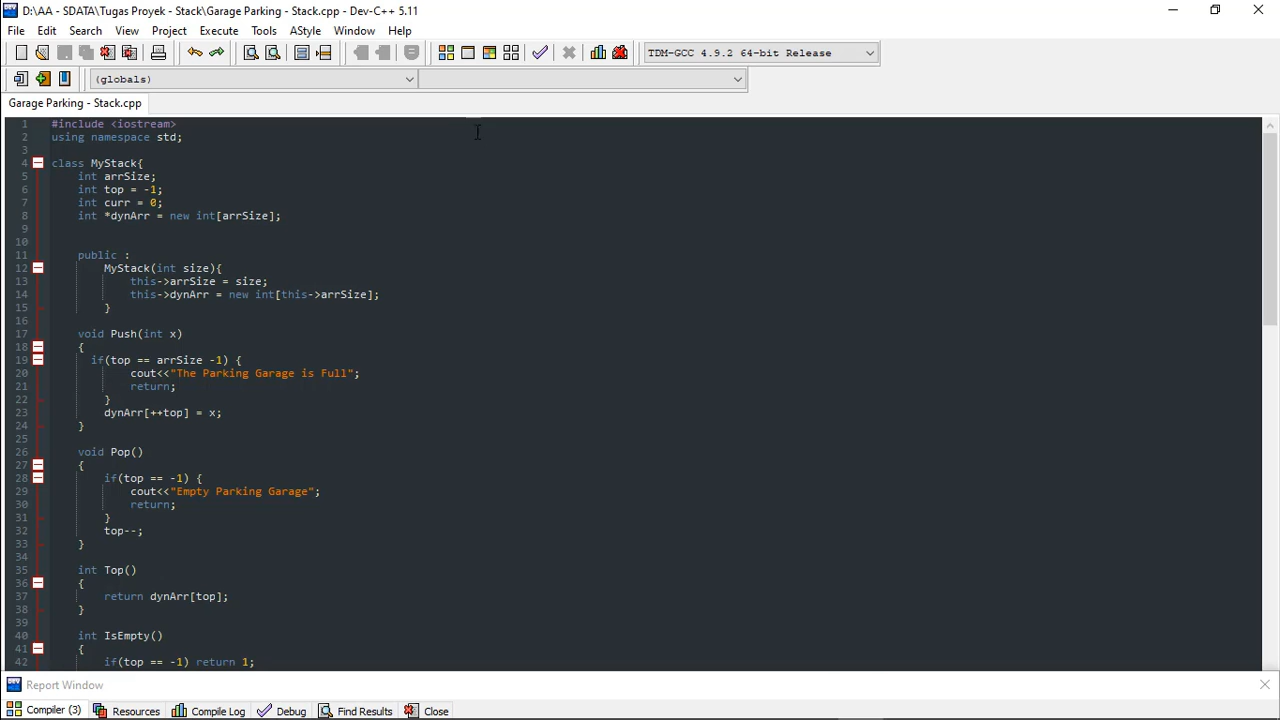 D:\AA - SDATA\Tugas Proyek - Stack\Garage Parking - Stack.cpp - Dev-C++ 5.11
File Edit Search View Project Execute Tools AStyle Window Help
TDM-GCC 4.9.2 64-bit Release
(globals)
Garage Parking - Stack.cpp
1 #include <iostream>
2 using namespace std;
3
4 class MyStack{
5 int arrSize;
6 int top = -1;
7 int curr = 0;
8 int *dynArr = new int[arrSize];
9
10
11 public :
12 MyStack(int size){
13 this->arrSize = size;
14 this->dynArr = new int[this->arrSize];
15 }
16
17 void Push(int x)
18 {
19 if(top == arrSize -1) {
20 cout<<"The Parking Garage is Full";
21 return;
22 }
23 dynArr[++top] = x;
24 }
25
26 void Pop()
27 {
28 if(top == -1) {
29 cout<<"Empty Parking Garage";
30 return;
31 }
32 top--;
33 }
34
35 int Top()
36 {
37 return dynArr[top];
38 }
39
40 int IsEmpty()
41 {
42 if(top == -1) return 1;
Report Window
Compiler (3) Resources Compile Log Debug Find Results Close